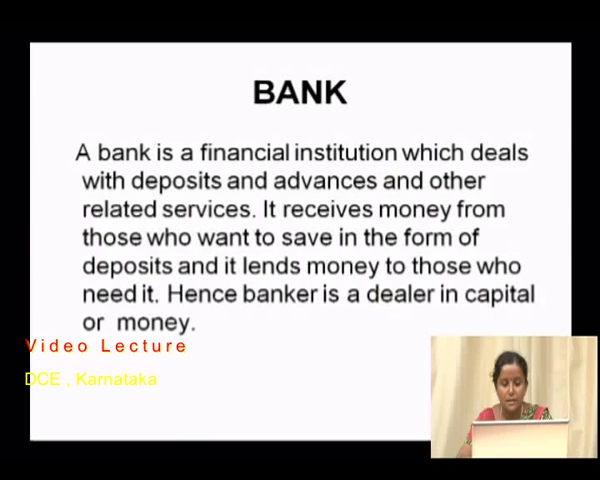 BANK
A bank is a financial institution which deals
with deposits and advances and other
related services. It receives money from
those who want to save in the form of
deposits and it lends money to those who
need it. Hence banker is a dealer in capital
or money.
Video Lecture
DCE , Karnataka